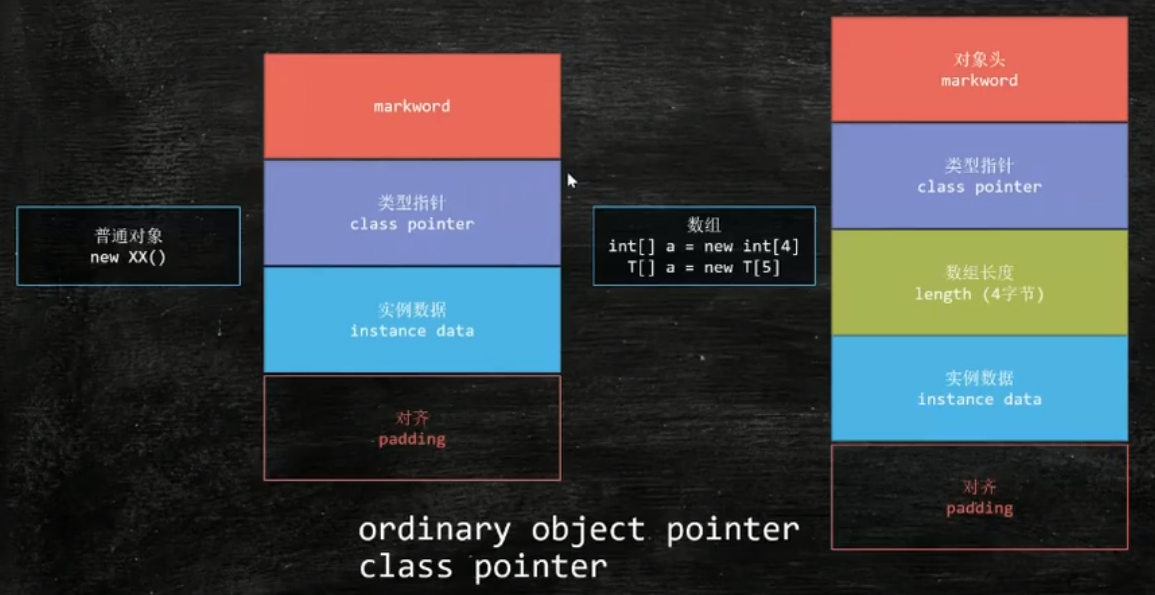 普通对象
new XX()
markword
类型指针
class pointer
实例数据
instance data
对齐
padding
数组
int[] a = new int[4]
T[] a = new T[5]
对象头
markword
类型指针
class pointer
数组长度
length (4字节)
实例数据
instance data
对齐
padding
ordinary object pointer
class pointer